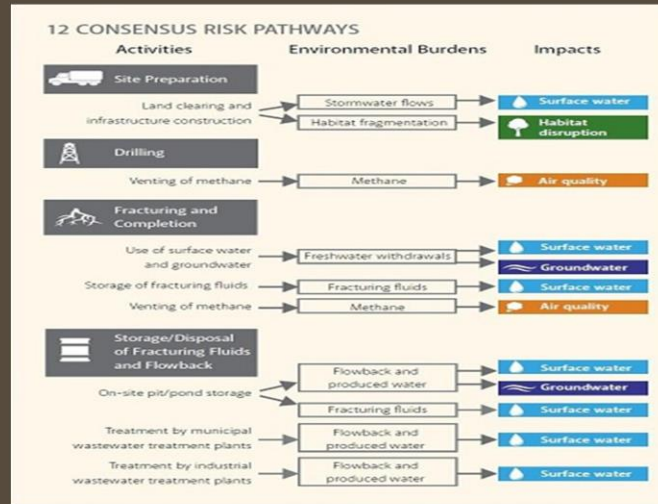 12 CONSENSUS RISK PATHWAYS
Activities Environmental Burdens Impacts
Site Preparation
Land clearing and
infrastructure construction
Stormwater flows
Surface water
Habitat fragmentation
Habitat
disruption
Drilling
Venting of methane
Methane
Air quality
Fracturing and
Completion
Use of surface water
and groundwater
Freshwater withdrawals
Surface water
Groundwater
Storage of fracturing fluids
Fracturing fluids
Surface water
Venting of methane
Methane
Air quality
Storage/Disposal
of Fracturing Fluids
and Flowback
On-site pit/pond storage
Flowback and
produced water
Surface water
Groundwater
Fracturing fluids
Surface water
Treatment by municipal
wastewater treatment plants
Flowback and
produced water
Surface water
Treatment by industrial
wastewater treatment plants
Flowback and
produced water
Surface water